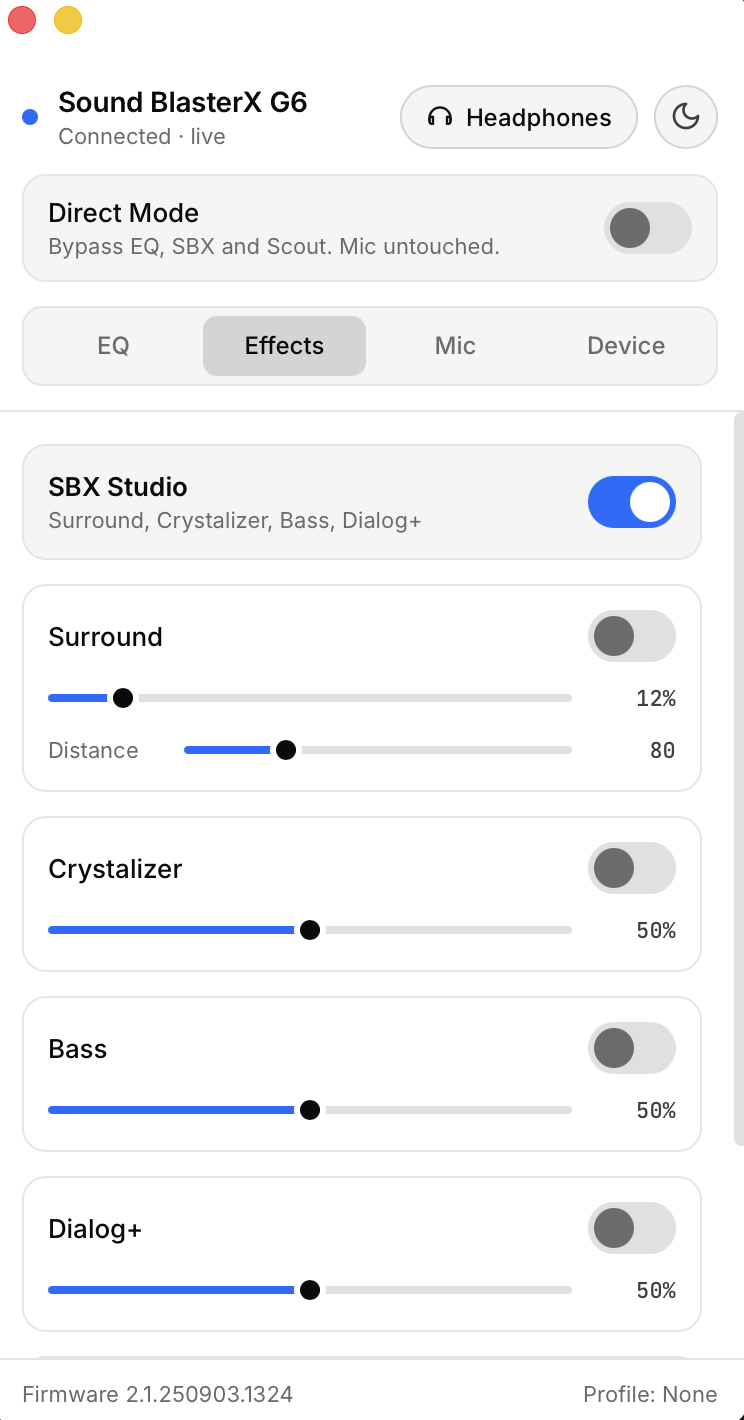 Sound BlasterX G6
Connected · live
Headphones
Direct Mode
Bypass EQ, SBX and Scout. Mic untouched.
EQ
Effects
Mic
Device
SBX Studio
Surround, Crystalizer, Bass, Dialog+
Surround
12%
Distance
80
Crystalizer
50%
Bass
50%
Dialog+
50%
Firmware 2.1.250903.1324
Profile: None